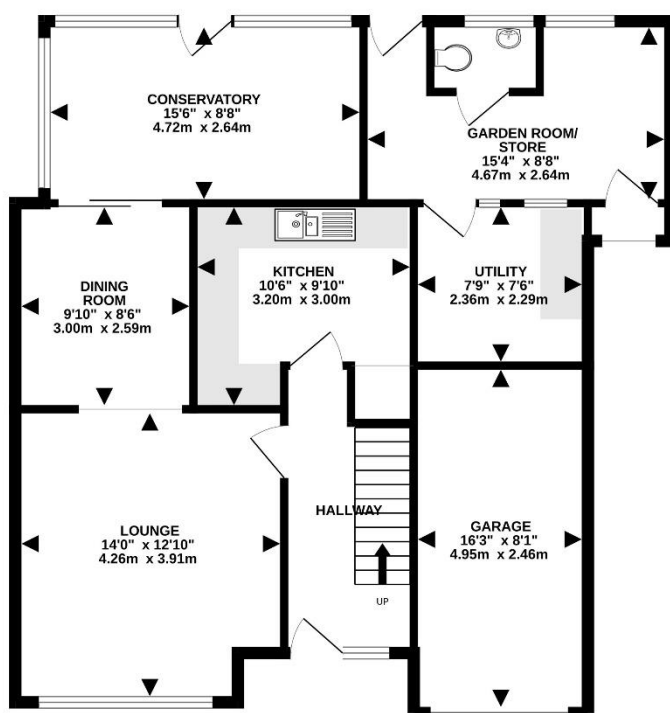 CONSERVATORY
15'6" x 8'8"
4.72m x 2.64m
GARDEN ROOM/
STORE
15'4" x 8'8"
4.67m x 2.64m
DINING
ROOM
9'10" x 8'6"
3.00m x 2.59m
KITCHEN
10'6" x 9'10"
3.20m x 3.00m
UTILITY
7'9" x 7'6"
2.36m x 2.29m
LOUNGE
14'0" x 12'10"
4.26m x 3.91m
HALLWAY
UP
GARAGE
16'3" x 8'1"
4.95m x 2.46m